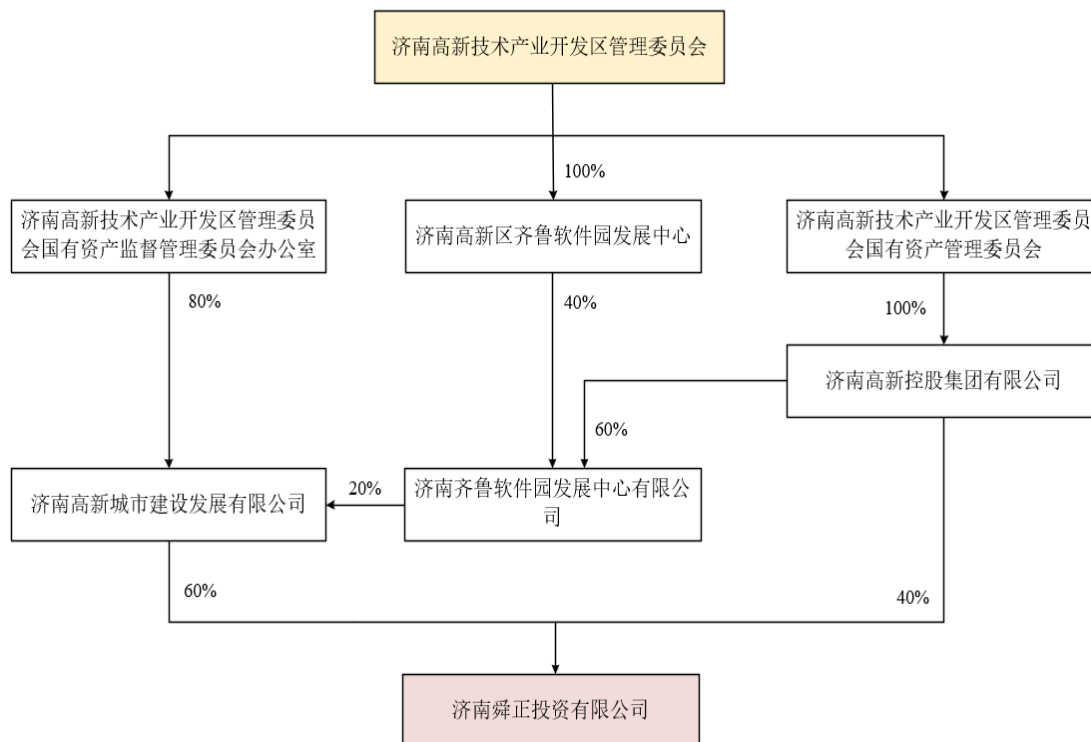 济南高新技术产业开发区管理委员会
100%
济南高新技术产业开发区管理委员
会国有资产监督管理委员会办公室
济南高新区齐鲁软件园发展中心
济南高新技术产业开发区管理委员
会国有资产管理委员会
80%
40%
100%
济南高新控股集团有限公司
60%
济南高新城市建设发展有限公司
20%
济南齐鲁软件园发展中心有限公
司
60%
40%
济南舜正投资有限公司